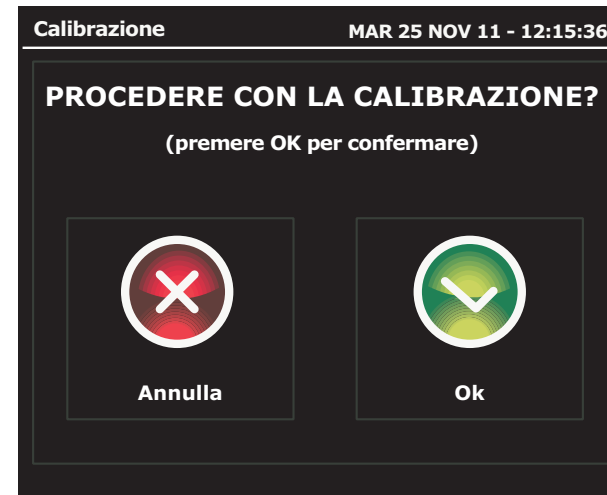 Calibrazione MAR 25 NOV 11 - 12:15:36
PROCEDERE CON LA CALIBRAZIONE?
(premere OK per confermare)
Annulla Ok